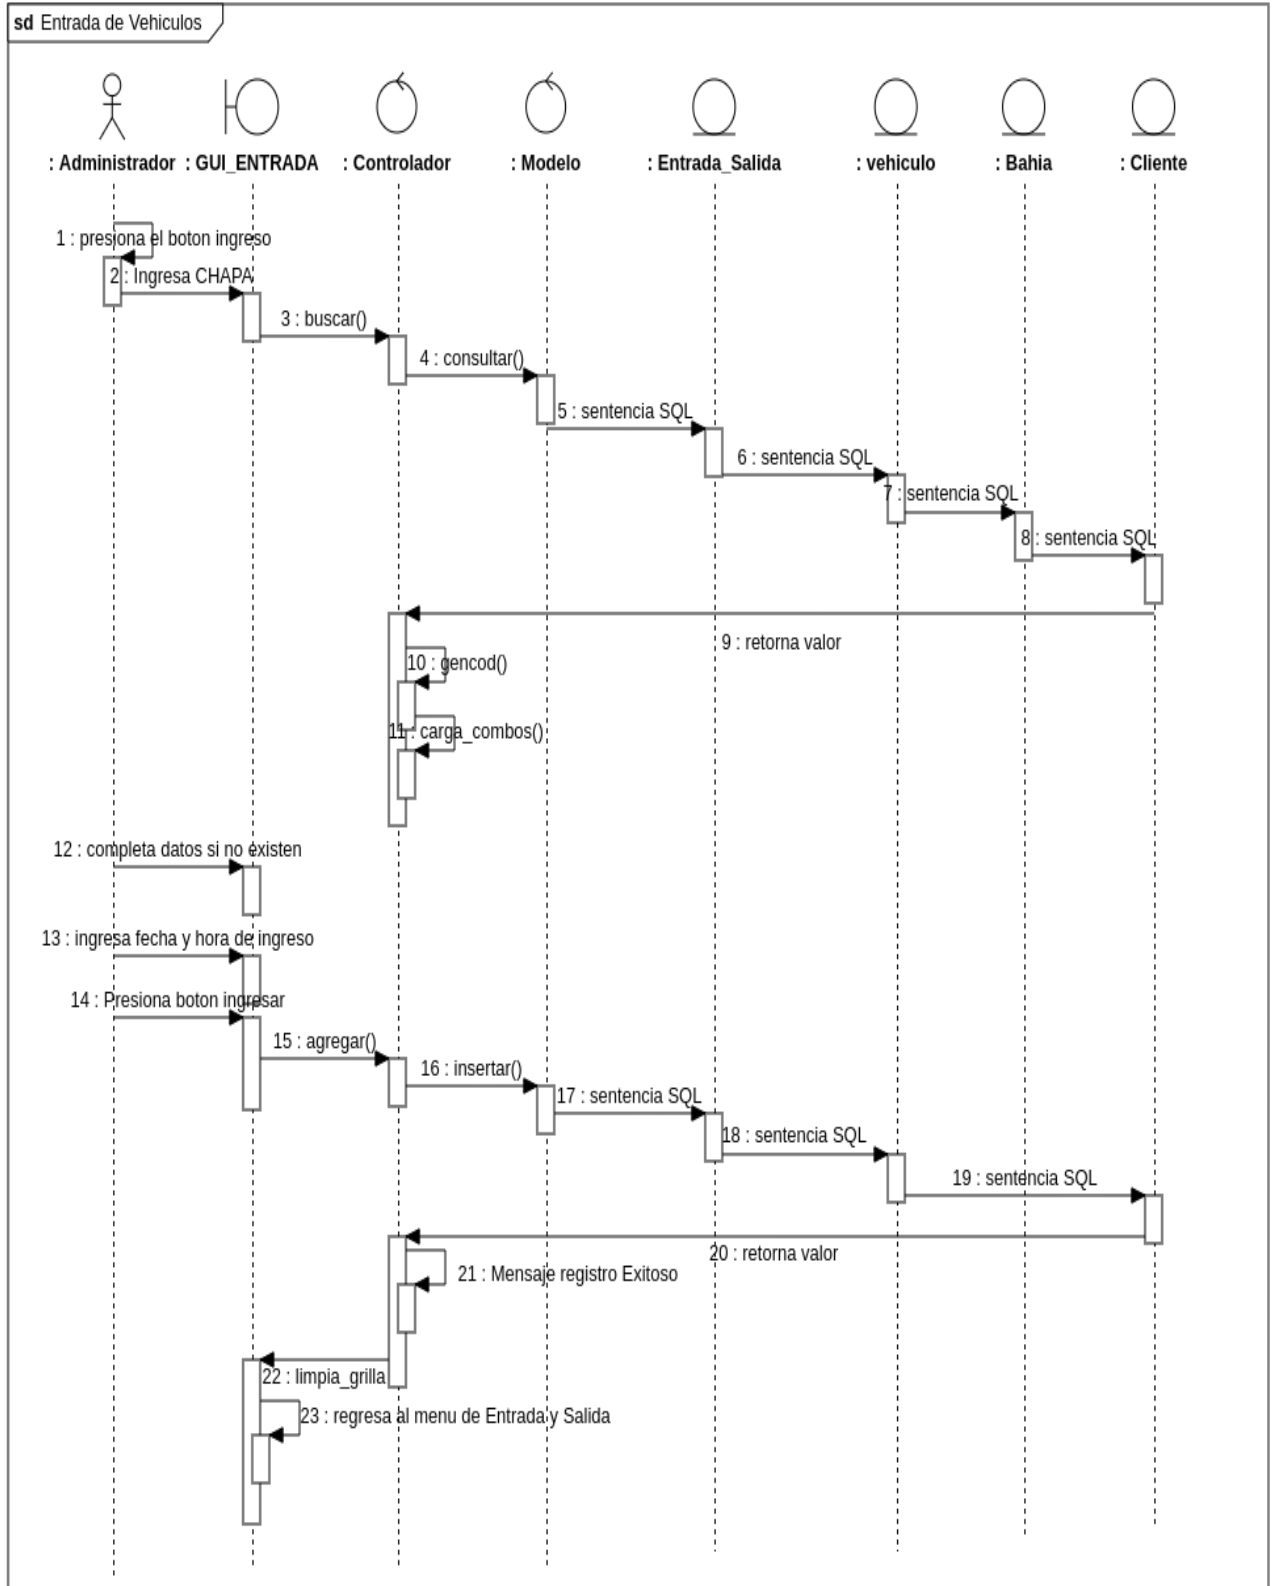 sd Entrada de Vehiculos
: Administrador : GUI_ENTRADA : Controlador : Modelo : Entrada_Salida : vehiculo : Bahia : Cliente
1 : presiona el boton ingreso
2 : Ingresa CHAPA
3 : buscar()
4 : consultar()
5 : sentencia SQL
6 : sentencia SQL
7 : sentencia SQL
8 : sentencia SQL
9 : retorna valor
10 : gencod()
11 : carga_combos()
12 : completa datos si no existen
13 : ingresa fecha y hora de ingreso
14 : Presiona boton ingresar
15 : agregar()
16 : insertar()
17 : sentencia SQL
18 : sentencia SQL
19 : sentencia SQL
20 : retorna valor
21 : Mensaje registro Exitoso
22 : limpia_grilla
23 : regresa al menu de Entrada y Salida